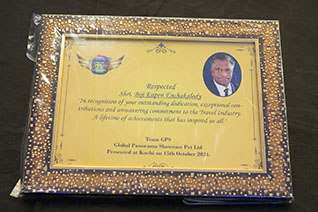 Respected
Shri. Biji Eapen Enchakalody
"In recognition of your outstanding dedication, exceptional con-
tributions and unwavering commitment to the Travel Industry.
A lifetime of achievements that has inspired us all."
Team GPS
Global Panorama Showcase Pvt Ltd
Presented at Kochi on 15th October 2024.